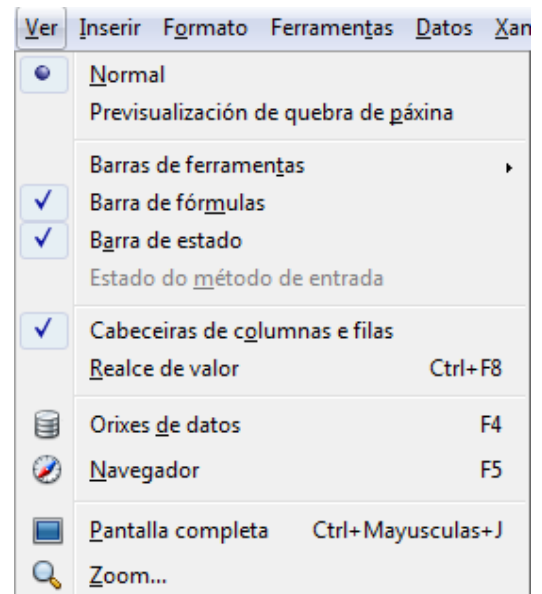 Ver Inserir Formato Ferramentas Datos Xan
Normal
Previsualización de quebra de páxina
Barras de ferramentas
Barra de fórmulas
Barra de estado
Estado do método de entrada
Cabeceiras de columnas e filas
Realce de valor Ctrl+F8
Orixes de datos F4
Navegador F5
Pantalla completa Ctrl+Mayusculas+J
Zoom...